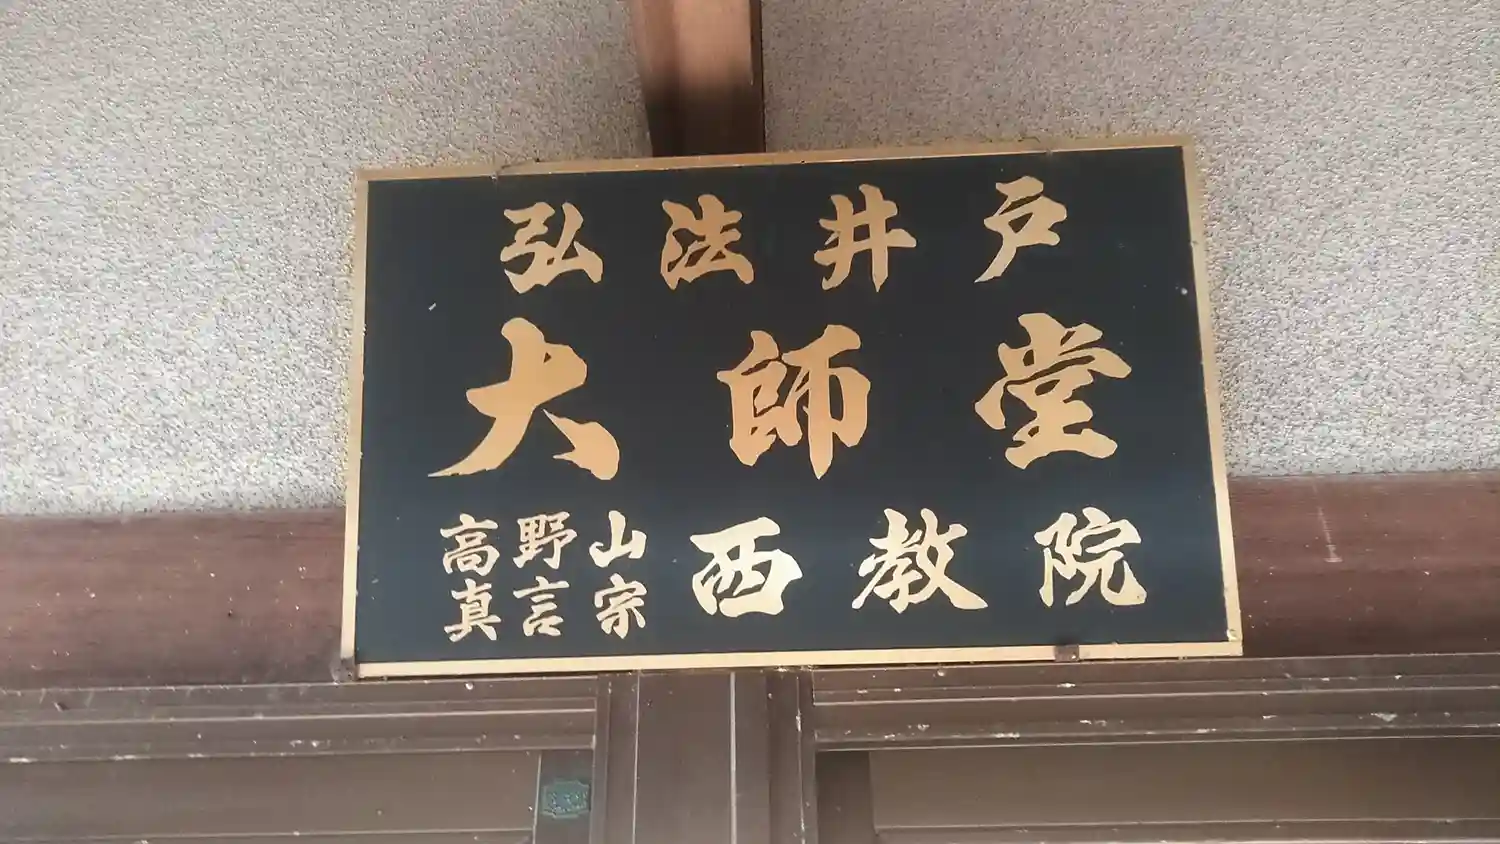 弘法井戸
大師堂
高野山
真言宗
西教院